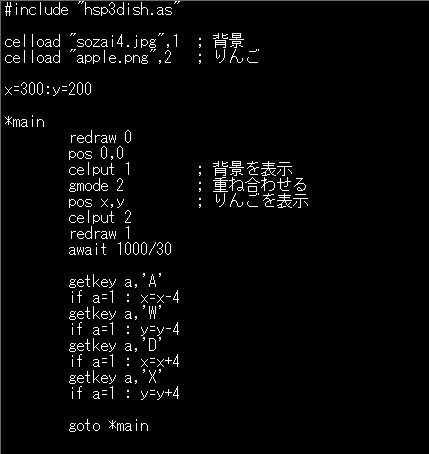 #include "hsp3dish.as"
celload "sozai4.jpg",1  ; 背景
celload "apple.png",2   ; りんご
x=300:y=200
*main
redraw 0
pos 0,0
celput 1        ; 背景を表示
gmode 2         ; 重ね合わせる
pos x,y         ; りんごを表示
celput 2
redraw 1
await 1000/30
getkey a,'A'
if a=1 : x=x-4
getkey a,'W'
if a=1 : y=y-4
getkey a,'D'
if a=1 : x=x+4
getkey a,'X'
if a=1 : y=y+4
goto *main